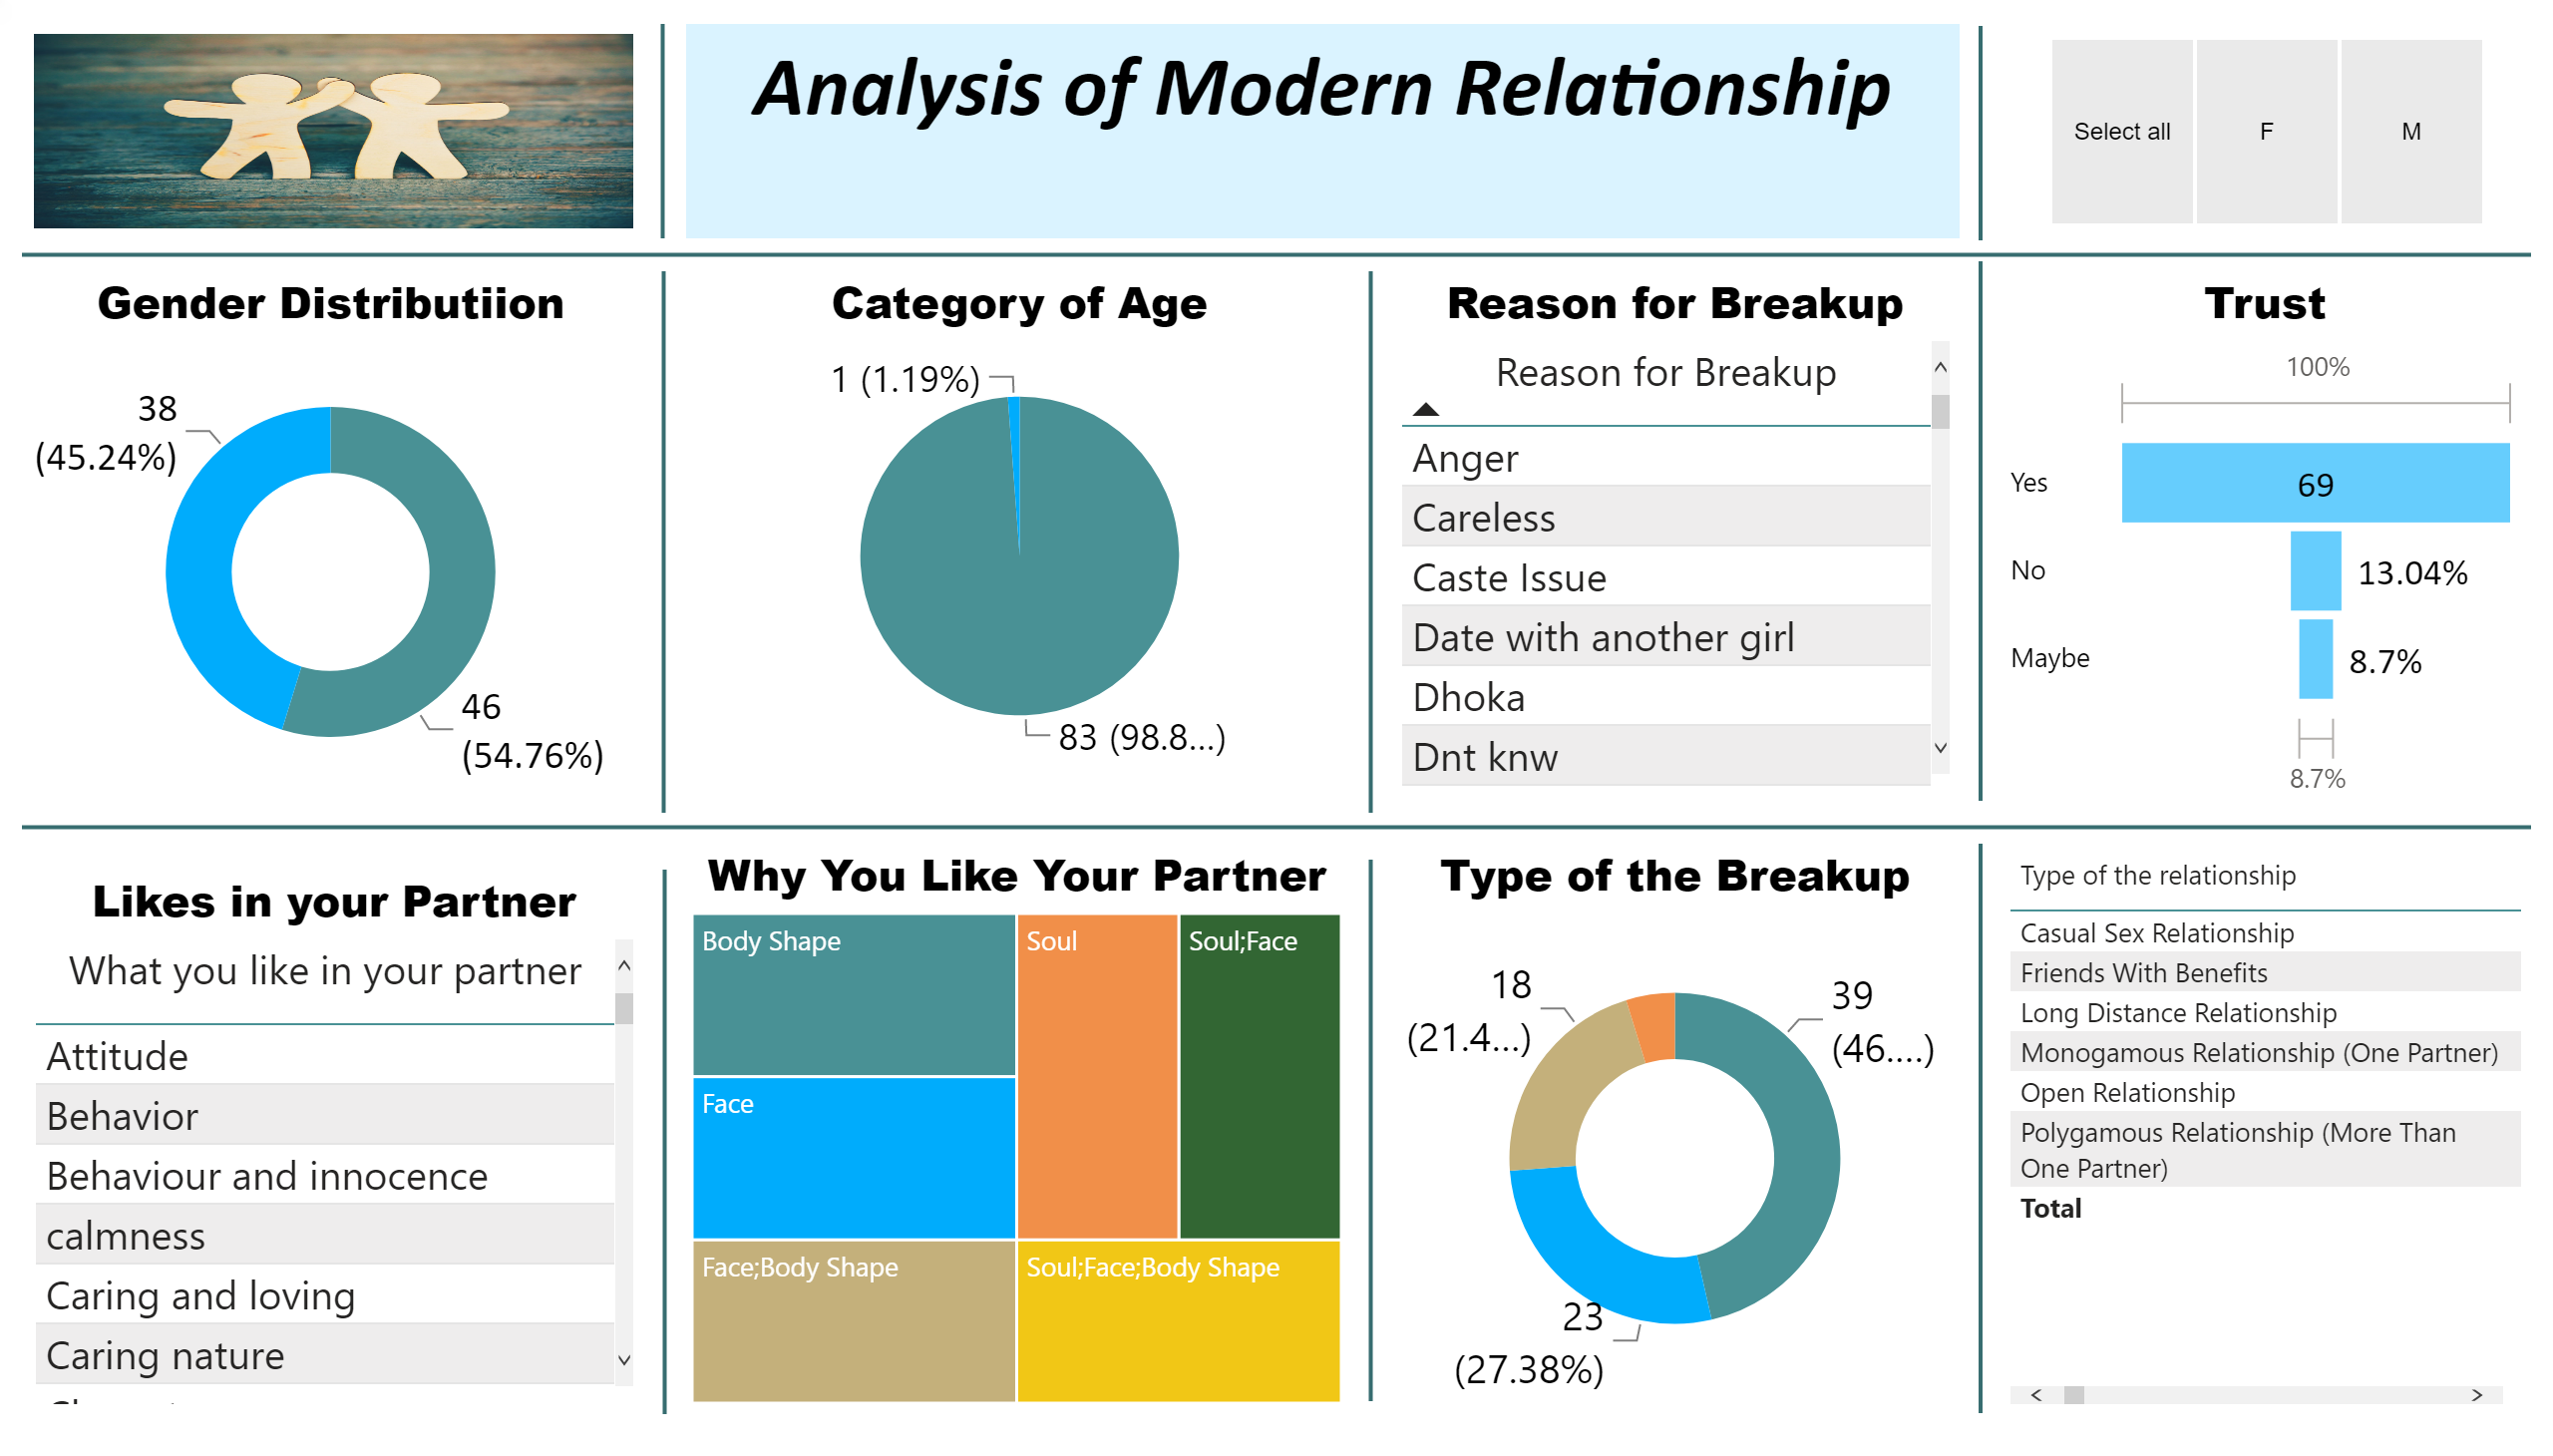 Analysis of Modern Relationship
Select all
F
M
Gender Distributiion
38
(45.24%)
46
(54.76%)
Category of Age
1 (1.19%)
83 (98.8...)
Reason for Breakup
Reason for Breakup
Anger
Careless
Caste Issue
Date with another girl
Dhoka
Dnt knw
Trust
100%
Yes
69
No
13.04%
Maybe
8.7%
8.7%
Likes in your Partner
What you like in your partner
Attitude
Behavior
Behaviour and innocence
calmness
Caring and loving
Caring nature
Why You Like Your Partner
Body Shape
Soul
Soul;Face
Face
Face;Body Shape
Soul;Face;Body Shape
Type of the Breakup
18
(21.4...)
39
(46....)
23
(27.38%)
Type of the relationship
Casual Sex Relationship
Friends With Benefits
Long Distance Relationship
Monogamous Relationship (One Partner)
Open Relationship
Polygamous Relationship (More Than
One Partner)
Total